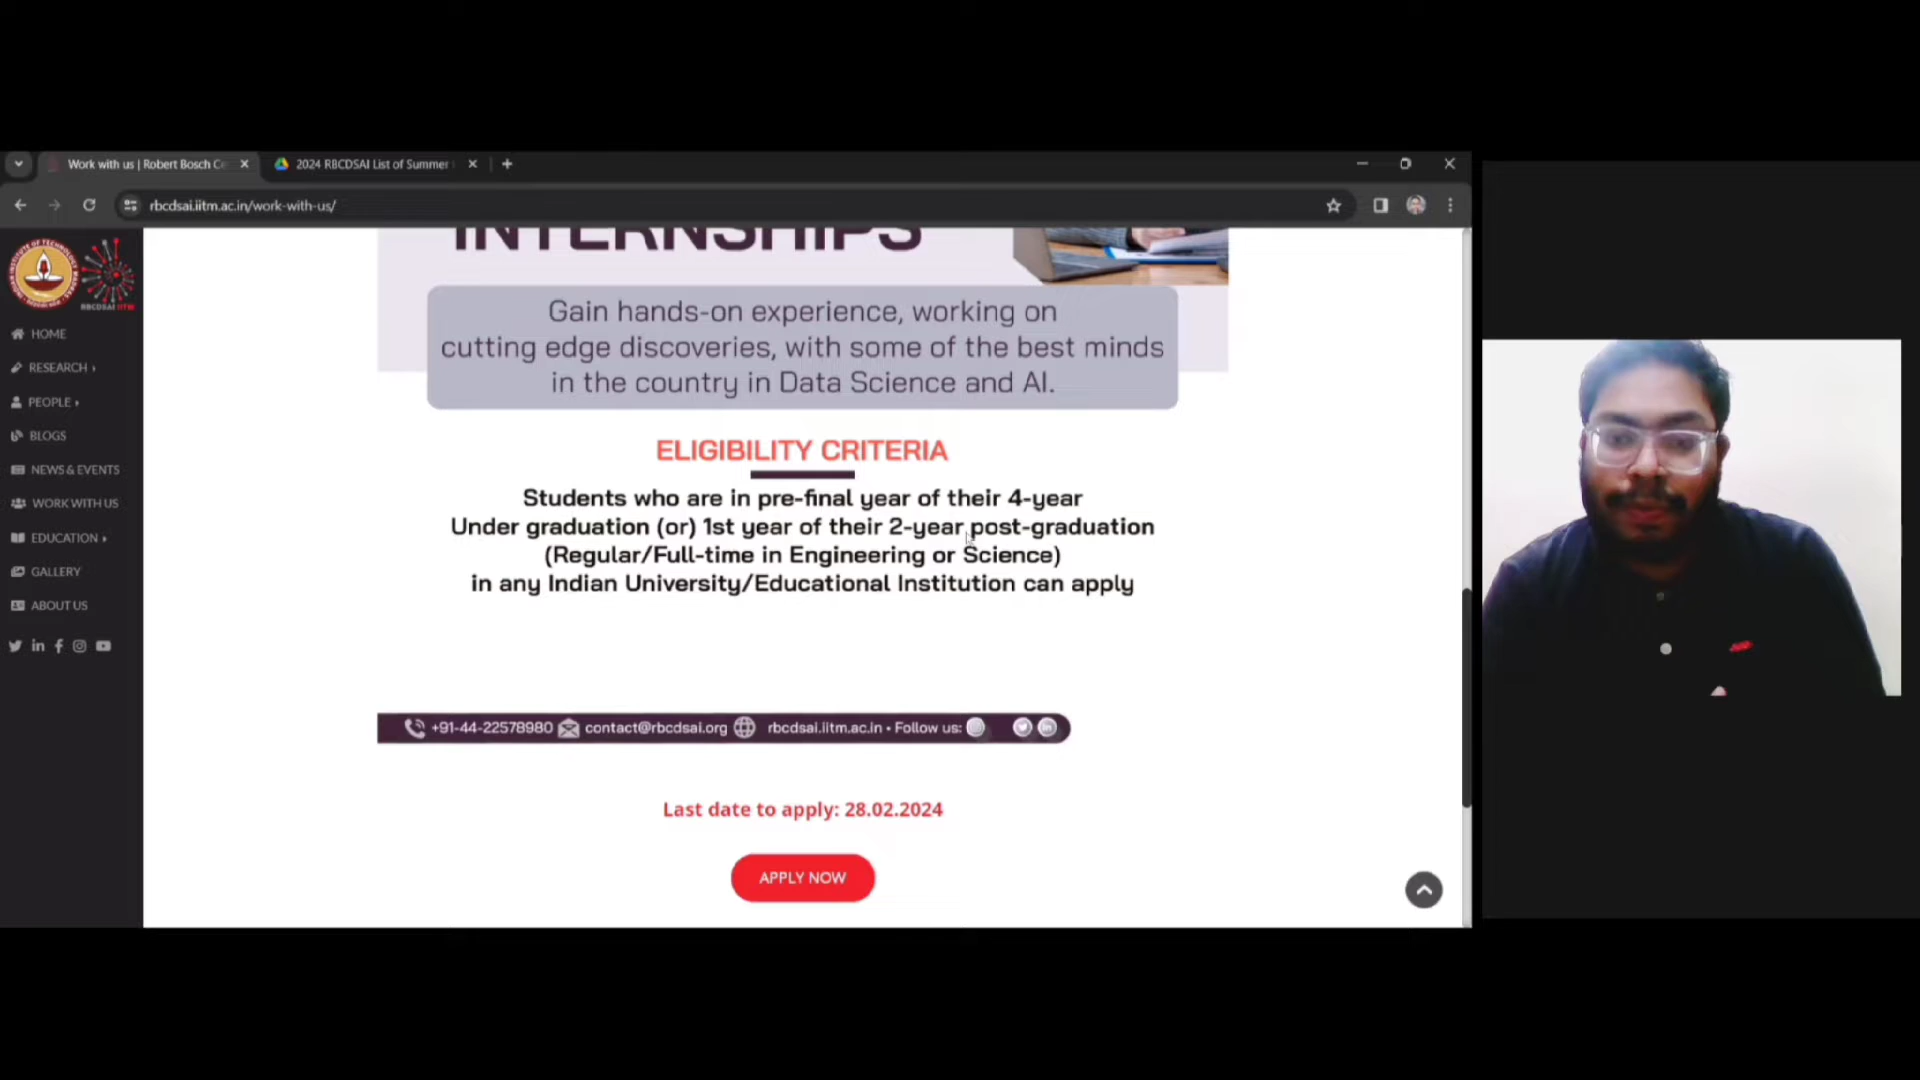 Work with us | Robert Bosch Ce
2024 RBCDSAI List of Summer
rbcdsai.iitm.ac.in/work-with-us/
RBCDSAI IITM
HOME
RESEARCH
PEOPLE
BLOGS
NEWS & EVENTS
WORK WITH US
EDUCATION
GALLERY
ABOUT US
INTERNSHIPS
Gain hands-on experience, working on
cutting edge discoveries, with some of the best minds
in the country in Data Science and AI.
ELIGIBILITY CRITERIA
Students who are in pre-final year of their 4-year
Under graduation (or) 1st year of their 2-year post-graduation
(Regular/Full-time in Engineering or Science)
in any Indian University/Educational Institution can apply
+91-44-22578980 contact@rbcdsai.org rbcdsai.iitm.ac.in • Follow us:
Last date to apply: 28.02.2024
APPLY NOW